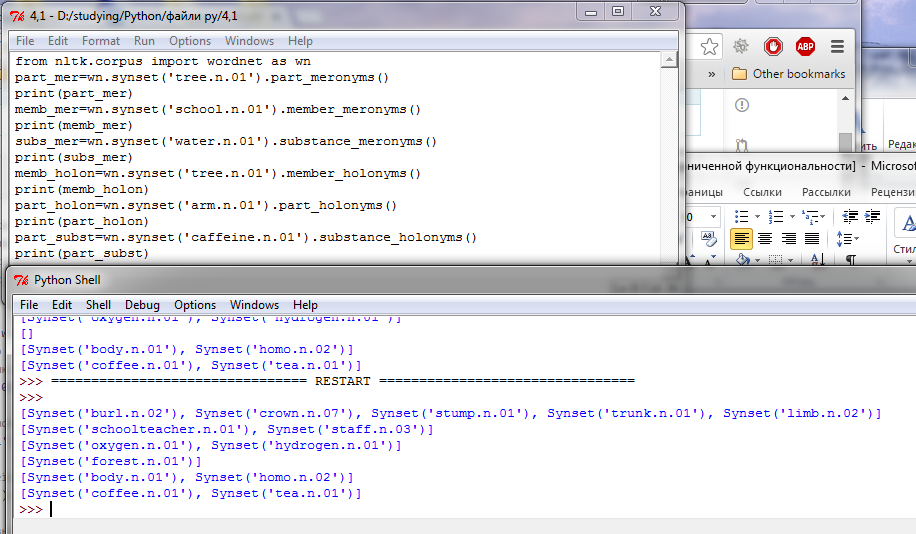 4,1 - D:/studying/Python/файли py/4,1
File Edit Format Run Options Windows Help
from nltk.corpus import wordnet as wn
part_mer=wn.synset('tree.n.01').part_meronyms()
print(part_mer)
memb_mer=wn.synset('school.n.01').member_meronyms()
print(memb_mer)
subs_mer=wn.synset('water.n.01').substance_meronyms()
print(subs_mer)
memb_holon=wn.synset('tree.n.01').member_holonyms()
print(memb_holon)
part_holon=wn.synset('arm.n.01').part_holonyms()
print(part_holon)
part_subst=wn.synset('caffeine.n.01').substance_holonyms()
print(part_subst)
ABP
» Other bookmarks
Редак
ниченной функциональности] - Microsof
раницы Ссылки Рассылки Рецензи
Стил
Python Shell
File Edit Shell Debug Options Windows Help
[Synset('oxygen.n.01'), Synset('hydrogen.n.01')]
[]
[Synset('body.n.01'), Synset('homo.n.02')]
[Synset('coffee.n.01'), Synset('tea.n.01')]
>>> ================================ RESTART ================================
>>>
[Synset('burl.n.02'), Synset('crown.n.07'), Synset('stump.n.01'), Synset('trunk.n.01'), Synset('limb.n.02')]
[Synset('schoolteacher.n.01'), Synset('staff.n.03')]
[Synset('oxygen.n.01'), Synset('hydrogen.n.01')]
[Synset('forest.n.01')]
[Synset('body.n.01'), Synset('homo.n.02')]
[Synset('coffee.n.01'), Synset('tea.n.01')]
>>>